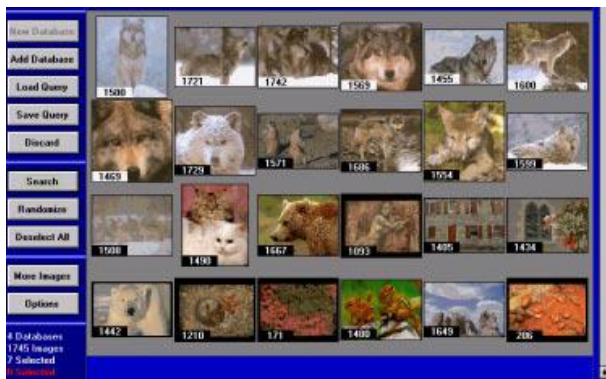 New Database
Add Database
Load Query
Save Query
Discard
Search
Randomize
Deselect All
More Images
Options
4 Databases
1745 Images
7 Selected
1500
1721
1742
1569
1455
1600
1469
1729
1571
1686
1554
1599
1508
1490
1667
1093
1405
1434
1442
1210
171
1480
1649
206